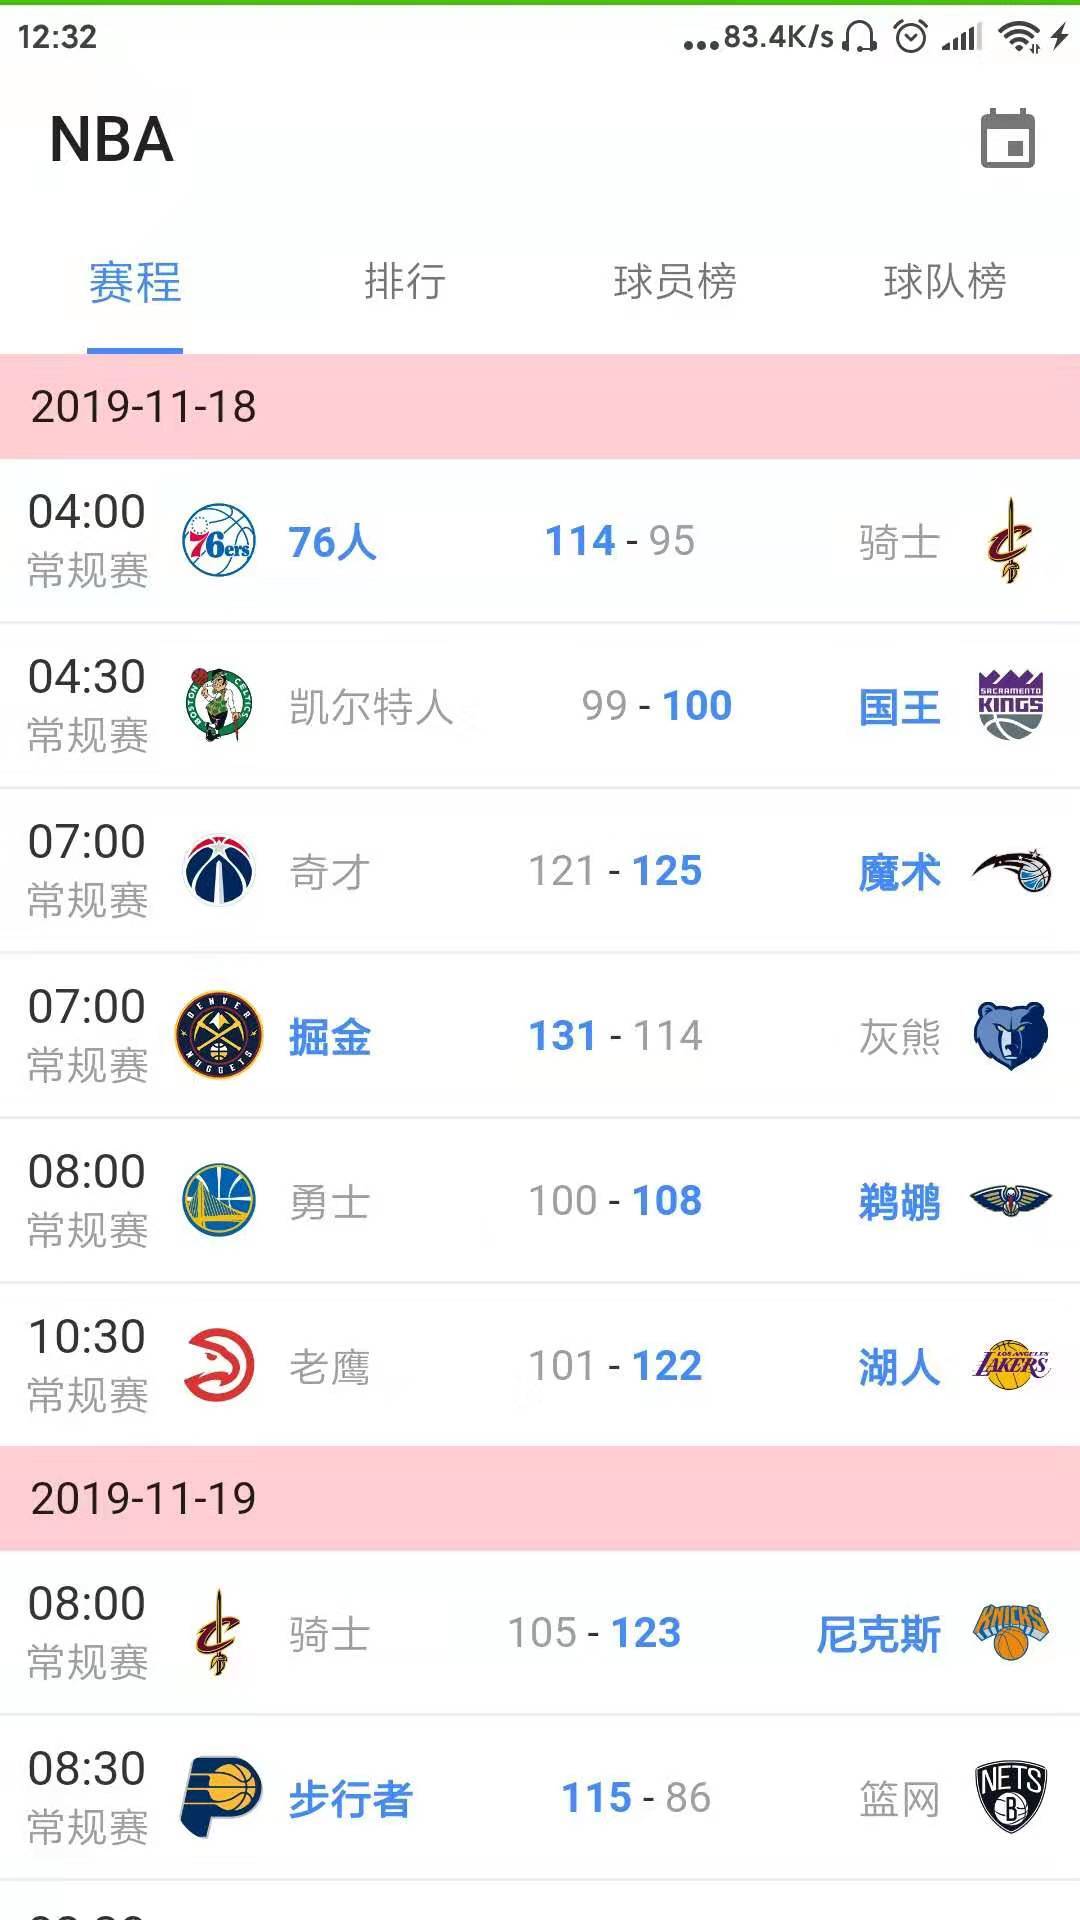 12:32
...83.4K/s
NBA
赛程 排行 球员榜 球队榜
2019-11-18
04:00 76人 114 - 95 骑士
常规赛
04:30 凯尔特人 99 - 100 国王
常规赛
07:00 奇才 121 - 125 魔术
常规赛
07:00 掘金 131 - 114 灰熊
常规赛
08:00 勇士 100 - 108 鹈鹕
常规赛
10:30 老鹰 101 - 122 湖人
常规赛
2019-11-19
08:00 骑士 105 - 123 尼克斯
常规赛
08:30 步行者 115 - 86 篮网
常规赛